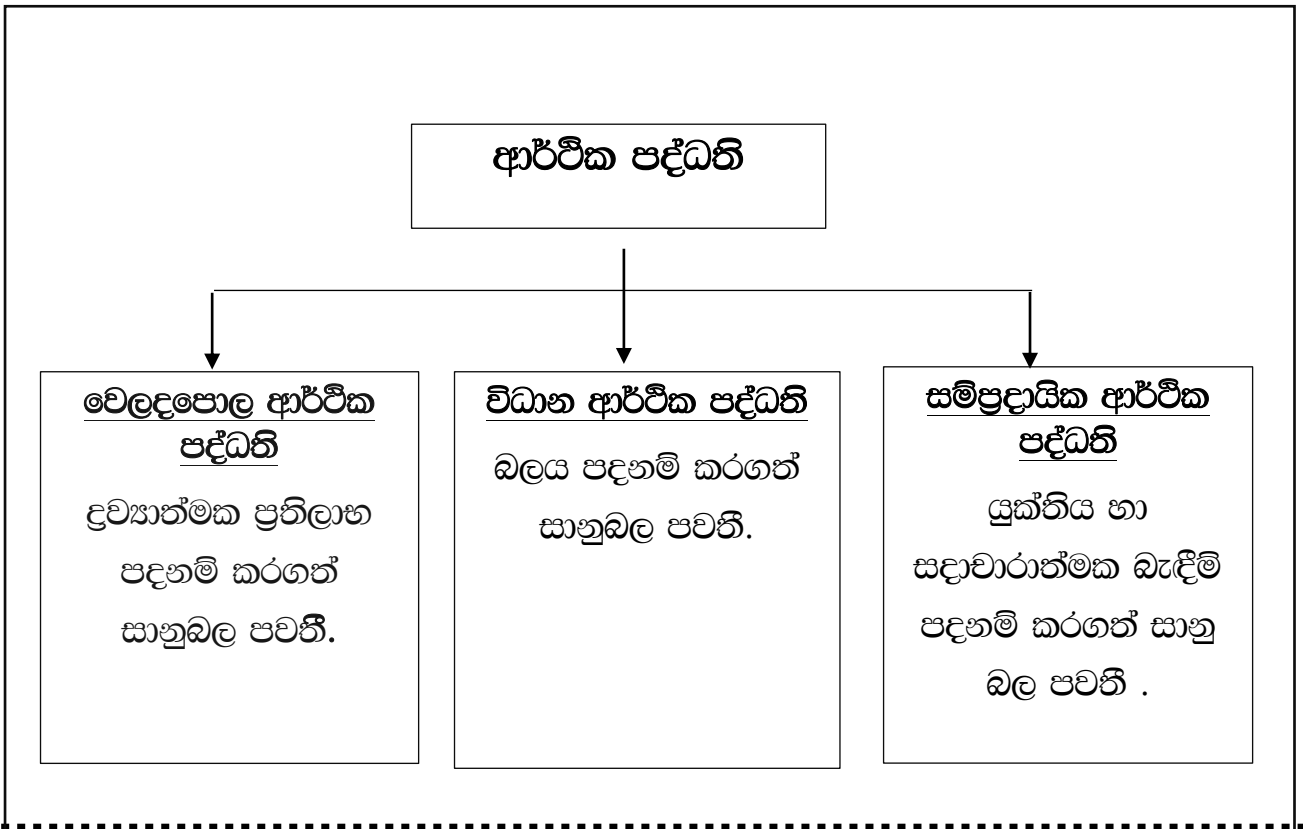 ආර්ථික පද්ධති
වෙලදපොල ආර්ථික
පද්ධති
ද්‍රව්‍යාත්මක ප්‍රතිලාභ
පදනම් කරගත්
සානුබල පවතී.
විධාන ආර්ථික පද්ධති
බලය පදනම් කරගත්
සානුබල පවතී.
සම්ප්‍රදායික ආර්ථික
පද්ධති
යුක්තිය හා
සදාචාරාත්මක බැඳීම්
පදනම් කරගත් සානු
බල පවතී .